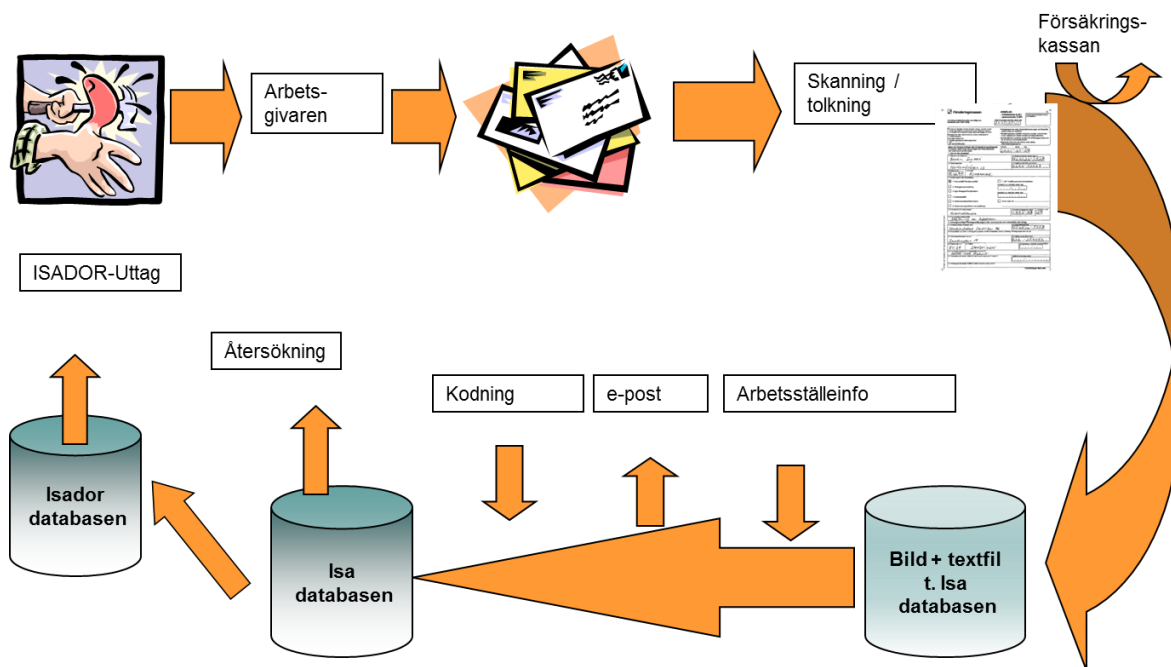 Försäkrings-
kassan
Arbets-
givaren
Skanning /
tolkning
Försäkringskassan
ISADOR-Uttag
Återsökning
Kodning
e-post
Arbetsställeinfo
Isador
databasen
Isa
databasen
Bild + textfil
t. Isa
databasen